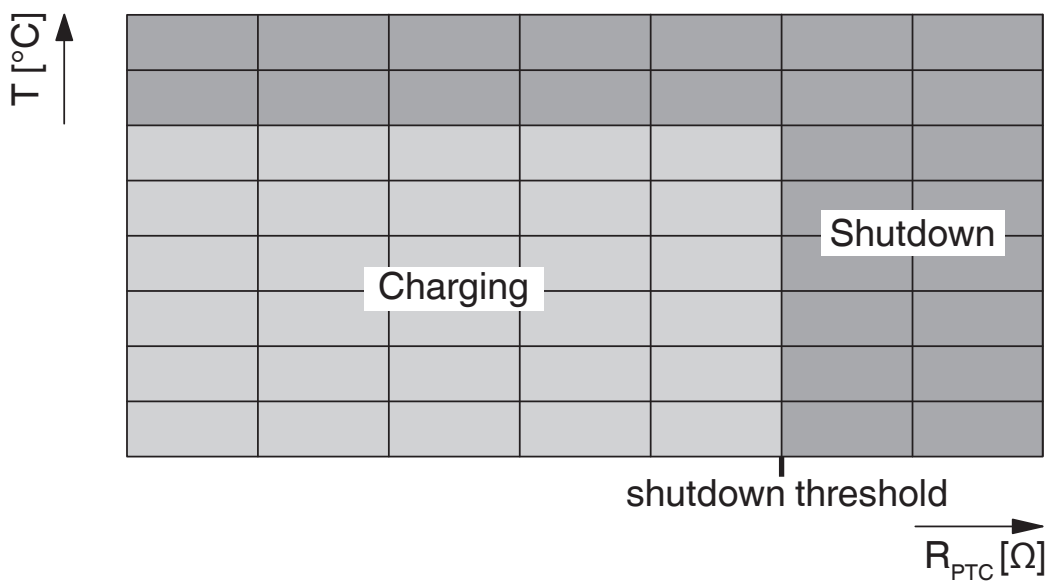 T [°C]
Shutdown
Charging
shutdown threshold
R_PTC [Ω]